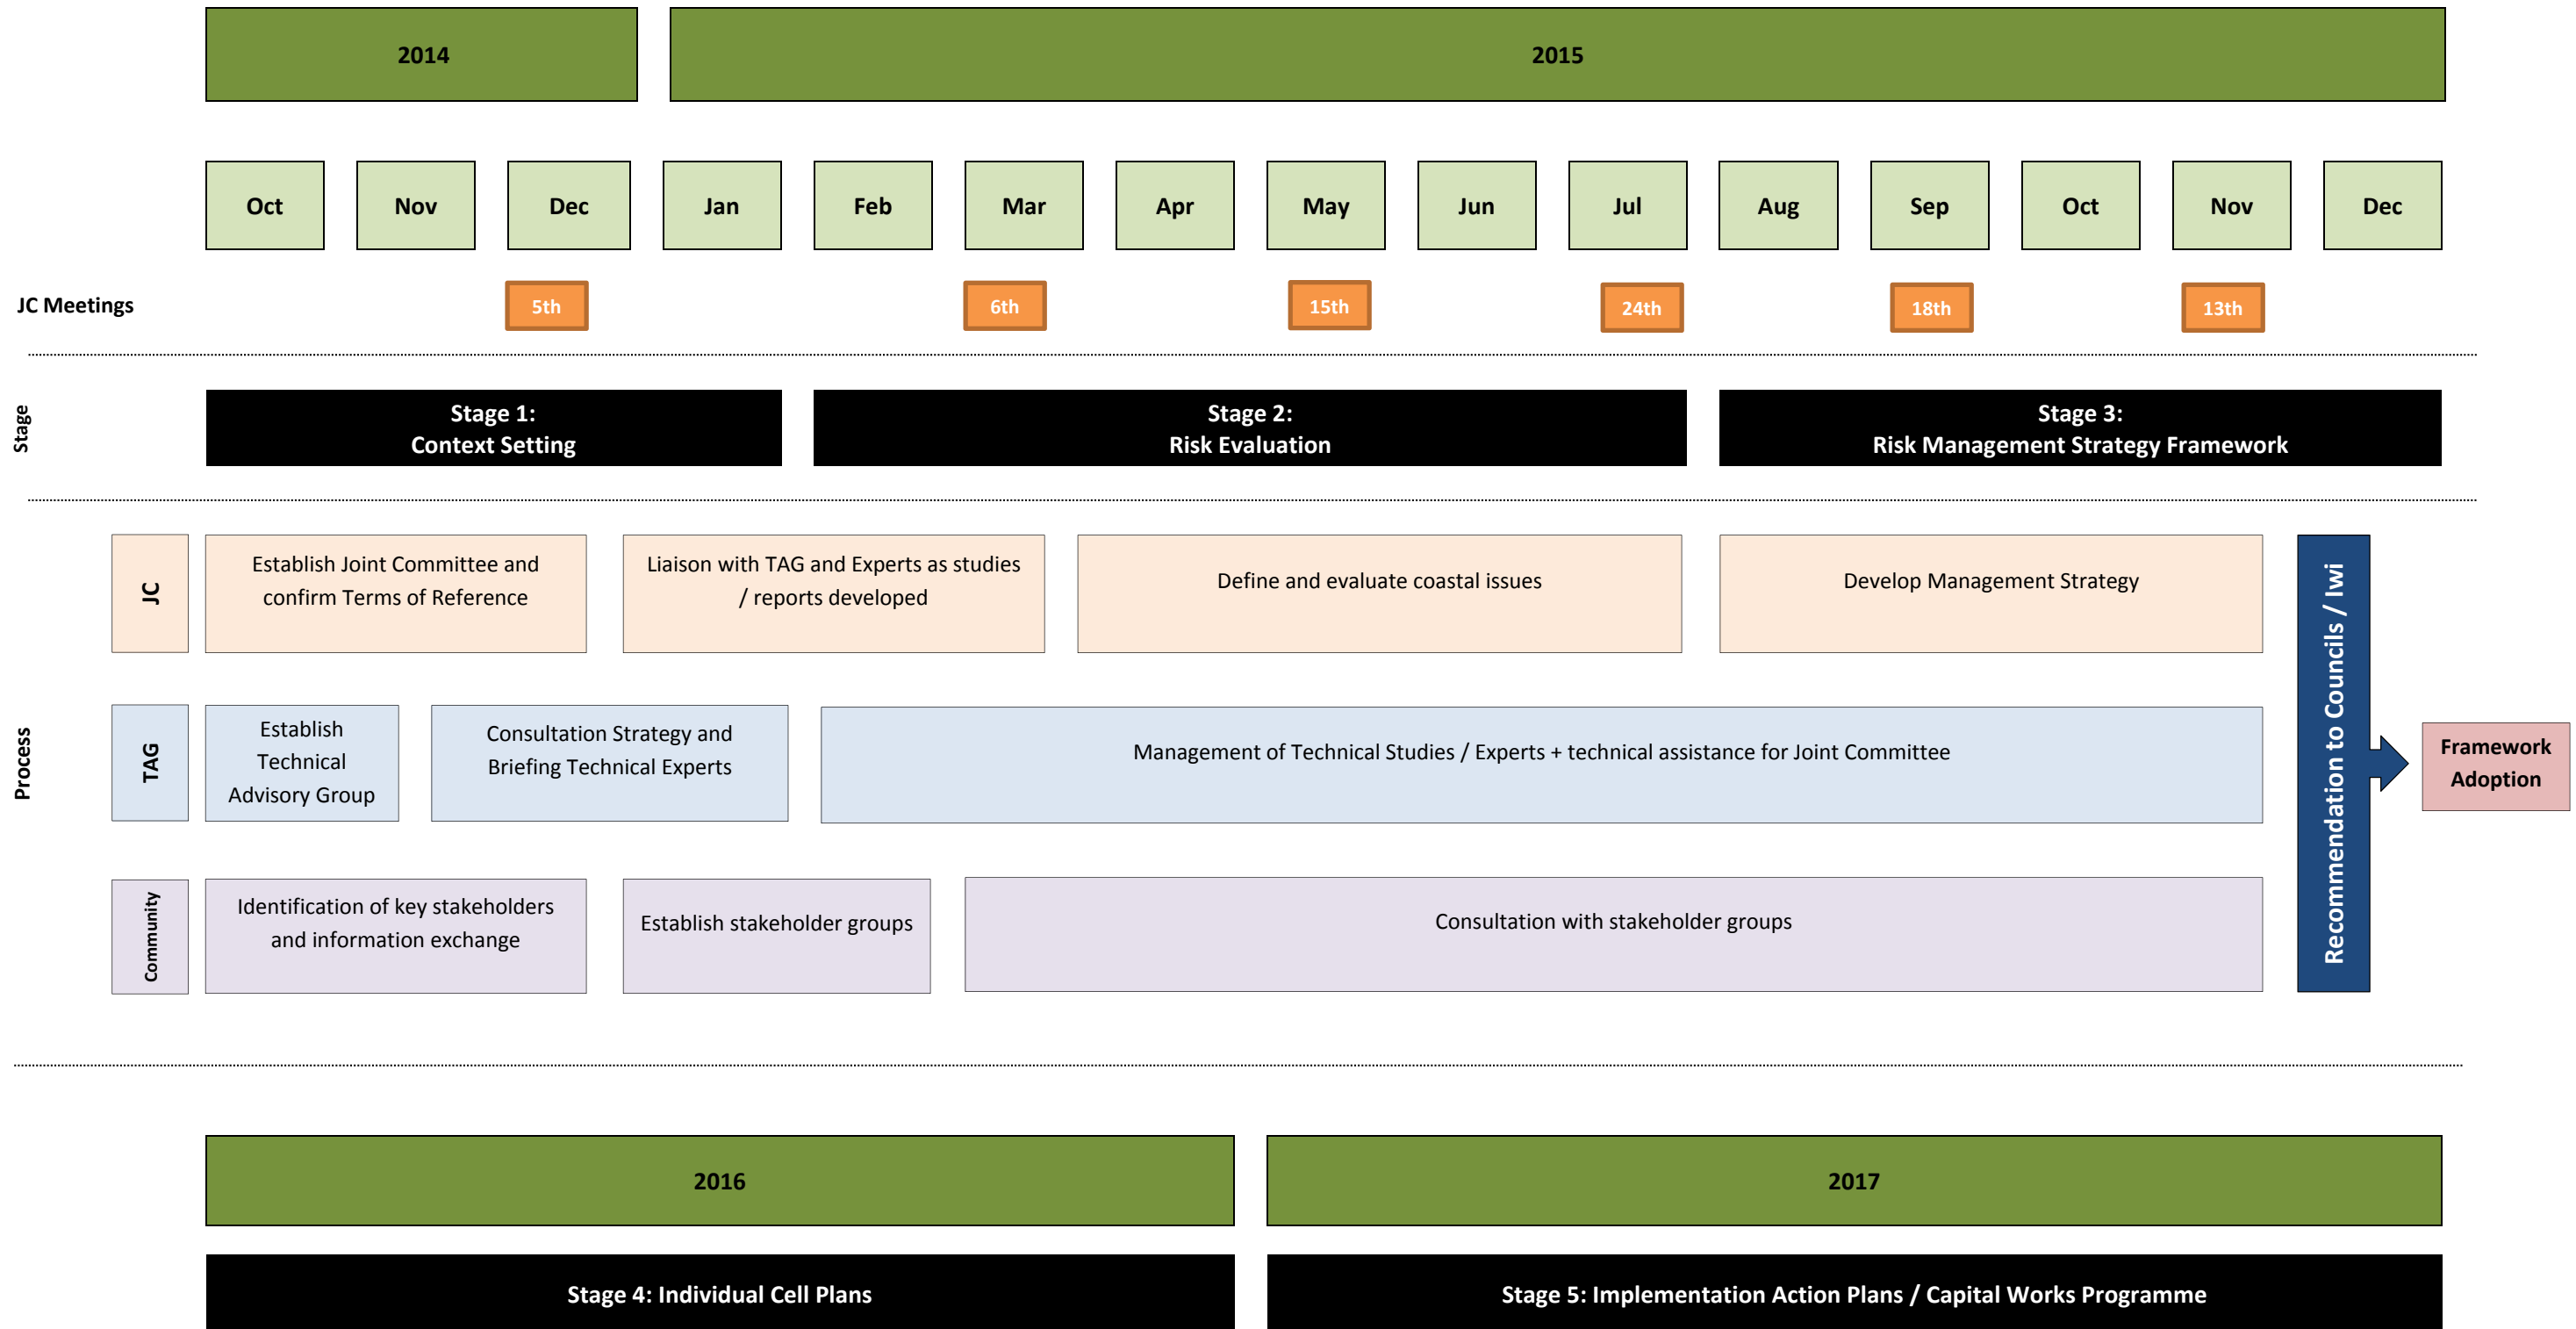 2014
2015
Oct
Nov
Dec
Jan
Feb
Mar
Apr
May
Jun
Jul
Aug
Sep
Oct
Nov
Dec
JC Meetings
5th
6th
15th
24th
18th
13th
Stage
Stage 1:
Context Setting
Stage 2:
Risk Evaluation
Stage 3:
Risk Management Strategy Framework
Process
JC
Establish Joint Committee and
confirm Terms of Reference
Liaison with TAG and Experts as studies
/ reports developed
Define and evaluate coastal issues
Develop Management Strategy
TAG
Establish
Technical
Advisory Group
Consultation Strategy and
Briefing Technical Experts
Management of Technical Studies / Experts + technical assistance for Joint Committee
Community
Identification of key stakeholders
and information exchange
Establish stakeholder groups
Consultation with stakeholder groups
Recommendation to Councils / Iwi
Framework
Adoption
2016
2017
Stage 4: Individual Cell Plans
Stage 5: Implementation Action Plans / Capital Works Programme